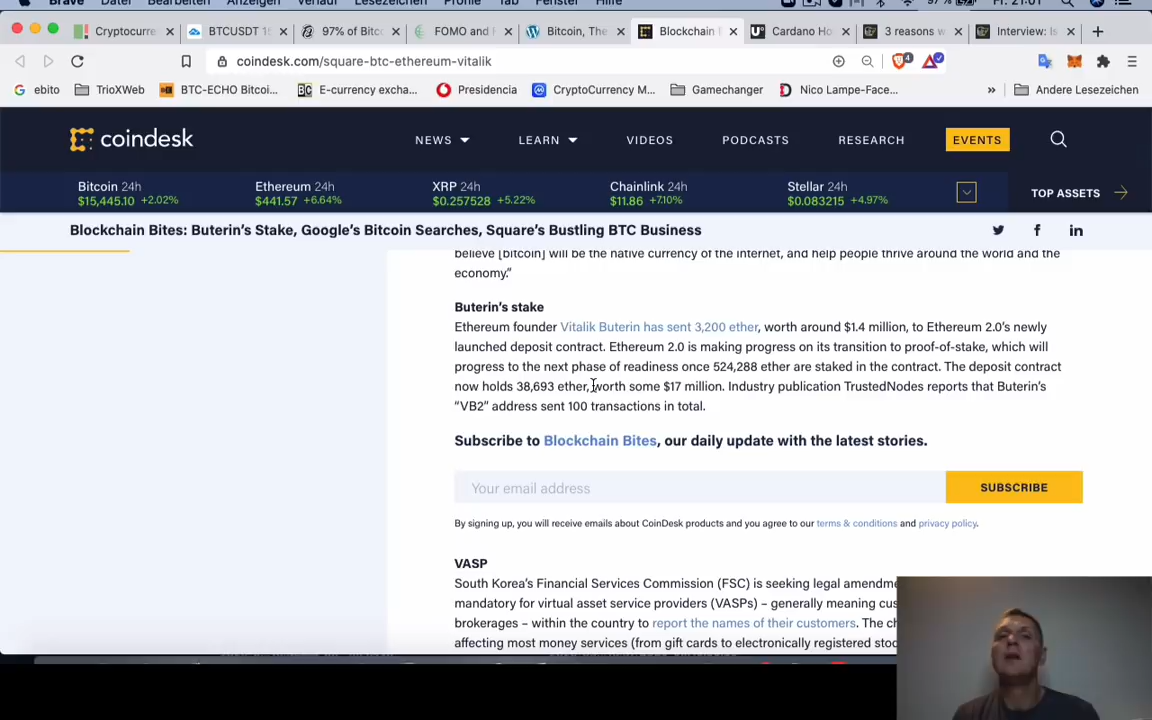 Brave Datei Bearbeiten Anzeigen Verlauf Lesezeichen Profile Tab Fenster Hilfe 97 % Fr. 21:01
Cryptocurre BTCUSDT 97% of Bitc FOMO and Bitcoin, The Blockchain Cardano Ho 3 reasons w Interview: Is
coindesk.com/square-btc-ethereum-vitalik 4
ebito TrioXWeb BTC-ECHO Bitcoi... E-currency excha... Presidencia CryptoCurrency M... Gamechanger Nico Lampe-Face... » Andere Lesezeichen
coindesk NEWS LEARN VIDEOS PODCASTS RESEARCH EVENTS
Bitcoin 24h Ethereum 24h XRP 24h Chainlink 24h Stellar 24h
$15,445.10 +2.02% $441.57 +6.64% $0.257528 +5.22% $11.86 +7.10% $0.083215 +4.97%
TOP ASSETS
Blockchain Bites: Buterin's Stake, Google's Bitcoin Searches, Square's Bustling BTC Business
believe [bitcoin] will be the native currency of the internet, and help people thrive around the world and the
economy.”
Buterin's stake
Ethereum founder Vitalik Buterin has sent 3,200 ether, worth around $1.4 million, to Ethereum 2.0's newly
launched deposit contract. Ethereum 2.0 is making progress on its transition to proof-of-stake, which will
progress to the next phase of readiness once 524,288 ether are staked in the contract. The deposit contract
now holds 38,693 ether, worth some $17 million. Industry publication TrustedNodes reports that Buterin's
“VB2” address sent 100 transactions in total.
Subscribe to Blockchain Bites, our daily update with the latest stories.
Your email address SUBSCRIBE
By signing up, you will receive emails about CoinDesk products and you agree to our terms & conditions and privacy policy.
VASP
South Korea's Financial Services Commission (FSC) is seeking legal amendme
mandatory for virtual asset service providers (VASPs) – generally meaning cus
brokerages – within the country to report the names of their customers. The ch
affecting most money services (from gift cards to electronically registered stoc